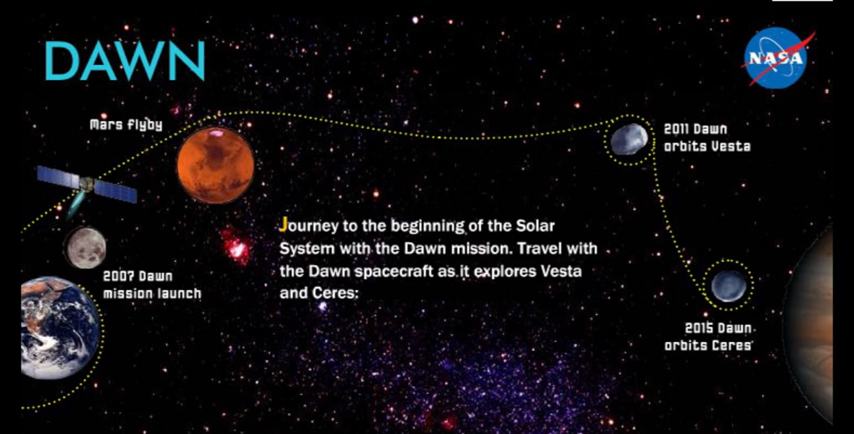 DAWN
NASA
Mars flyby
2011 Dawn
orbits Vesta
Journey to the beginning of the Solar
System with the Dawn mission. Travel with
the Dawn spacecraft as it explores Vesta
and Ceres:
2007 Dawn
mission launch
2015 Dawn
orbits Ceres